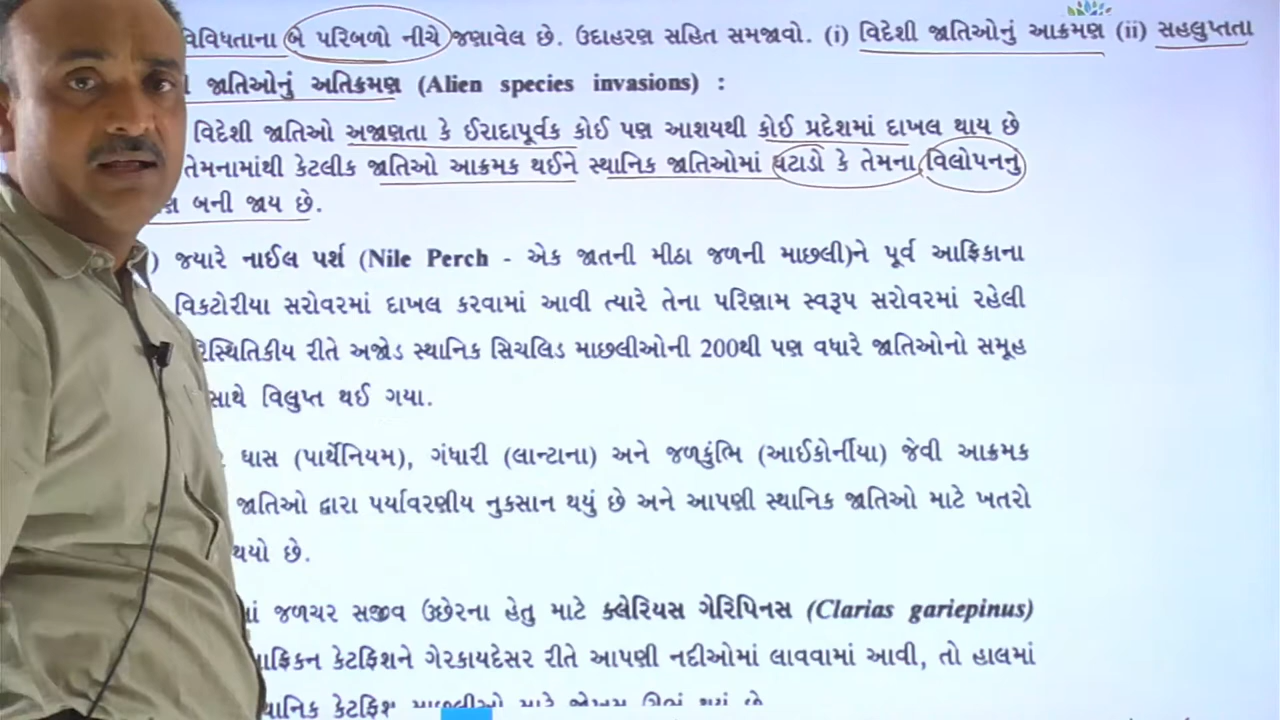 વિવિધતાના બે પરિબળો નીચે જણાવેલ છે. ઉદાહરણ સહિત સમજાવો. (i) વિદેશી જાતિઓનું આક્રમણ (ii) સહલુપ્તતા
જાતિઓનું અતિક્રમણ (Alien species invasions) :
વિદેશી જાતિઓ અજાણતા કે ઈરાદાપૂર્વક કોઈ પણ આશયથી કોઈ પ્રદેશમાં દાખલ થાય છે
તેમનામાંથી કેટલીક જાતિઓ આક્રમક થઈને સ્થાનિક જાતિઓમાં ઘટાડો કે તેમના વિલોપનનું
બની જાય છે.
) જયારે નાઈલ પર્શ (Nile Perch - એક જાતની મીઠા જળની માછલી)ને પૂર્વ આફ્રિકાના
વિકટોરીયા સરોવરમાં દાખલ કરવામાં આવી ત્યારે તેના પરિણામ સ્વરૂપ સરોવરમાં રહેલી
રીતે અજોડ સ્થાનિક સિચલિડ માછલીઓની 200થી પણ વધારે જાતિઓનો સમૂહ
સાથે વિલુપ્ત થઈ ગયા.
ઘાસ (પાર્થેનિયમ), ગંધારી (લાન્ટાના) અને જળકુંભિ (આઈકોર્નીયા) જેવી આક્રમક
જાતિઓ દ્વારા પર્યાવરણીય નુકસાન થયું છે અને આપણી સ્થાનિક જાતિઓ માટે ખતરો
થયો છે.
જળચર સજીવ ઉછેરના હેતુ માટે ક્લેરિયસ ગેરિપિનસ (Clarias gariepinus)
કેટફિશને ગેરકાયદેસર રીતે આપણી નદીઓમાં લાવવામાં આવી, તો હાલમાં
કેટફિશ